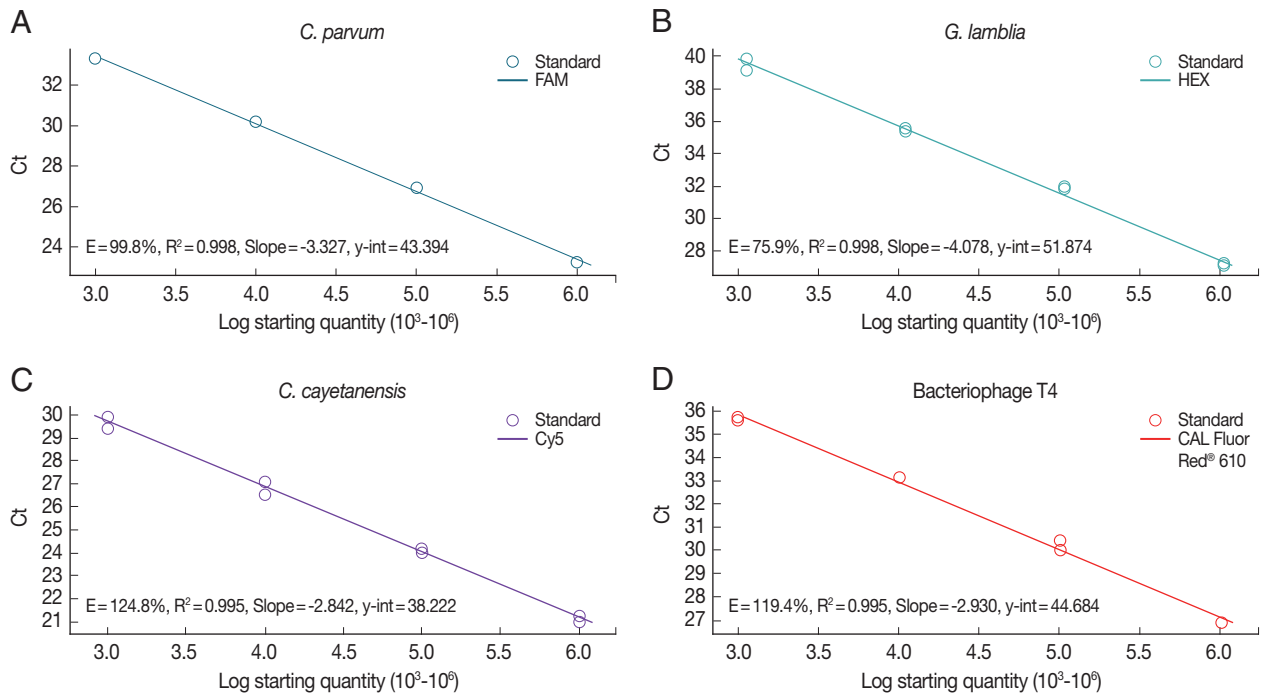 A
C. parvum
Standard
FAM
32
30
28
26
24
Ct
E=99.8%, R²=0.998, Slope=-3.327, y-int=43.394
3.0 3.5 4.0 4.5 5.0 5.5 6.0
Log starting quantity (10³-10⁶)
B
G. lamblia
Standard
HEX
40
38
36
34
32
30
28
Ct
E=75.9%, R²=0.998, Slope=-4.078, y-int=51.874
3.0 3.5 4.0 4.5 5.0 5.5 6.0
Log starting quantity (10³-10⁶)
C
C. cayetanensis
Standard
Cy5
30
29
28
27
26
25
24
23
22
21
Ct
E=124.8%, R²=0.995, Slope=-2.842, y-int=38.222
3.0 4.0 4.0 4.5 5.0 5.5 6.0
Log starting quantity (10³-10⁶)
D
Bacteriophage T4
Standard
CAL Fluor
Red® 610
36
35
34
33
32
31
30
29
28
27
Ct
E=119.4%, R²=0.995, Slope=-2.930, y-int=44.684
3.0 3.5 4.0 4.5 5.0 5.5 6.0
Log starting quantity (10³-10⁶)